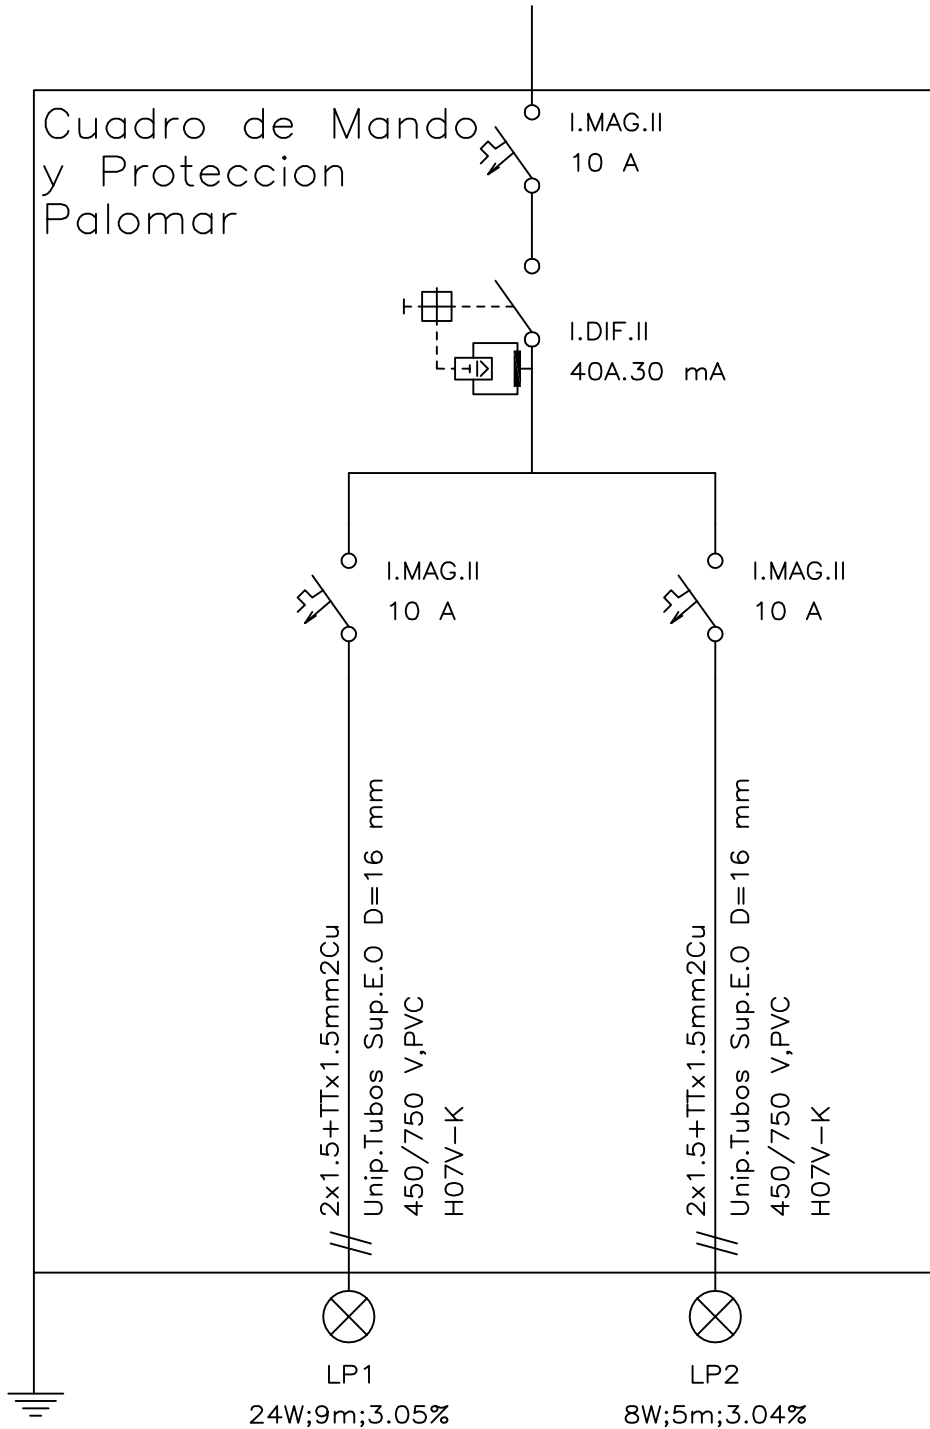 Cuadro de Mando
y Proteccion
Palomar
I.MAG.II
10 A
I.DIF.II
40A.30 mA
I.MAG.II
10 A
I.MAG.II
10 A
2x1.5+TTx1.5mm2Cu
Unip.Tubos Sup.E.O D=16 mm
450/750 V,PVC
H07V-K
2x1.5+TTx1.5mm2Cu
Unip.Tubos Sup.E.O D=16 mm
450/750 V,PVC
H07V-K
LP1
24W;9m;3.05%
LP2
8W;5m;3.04%